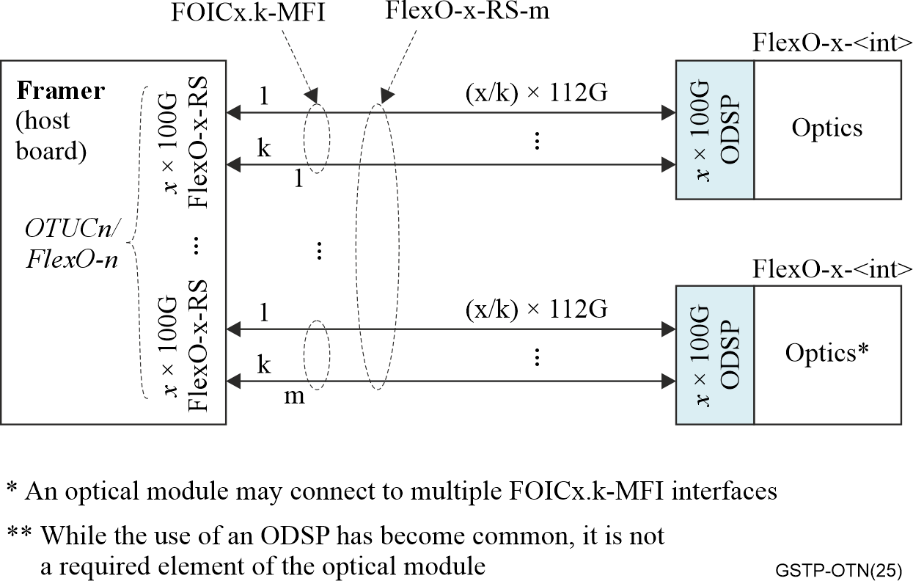 FOICx.k-MFI
FlexO-x-RS-m
FlexO-x-<int>
Framer
(host
board)
x × 100G
FlexO-x-RS
1
(x/k) × 112G
⋮
k
1
x × 100G
ODSP
Optics
OTUCn/
FlexO-n
⋮
⋮
FlexO-x-<int>
x × 100G
FlexO-x-RS
1
(x/k) × 112G
⋮
k
m
x × 100G
ODSP
Optics*
* An optical module may connect to multiple FOICx.k-MFI interfaces
** While the use of an ODSP has become common, it is not
a required element of the optical module
GSTP-OTN(25)